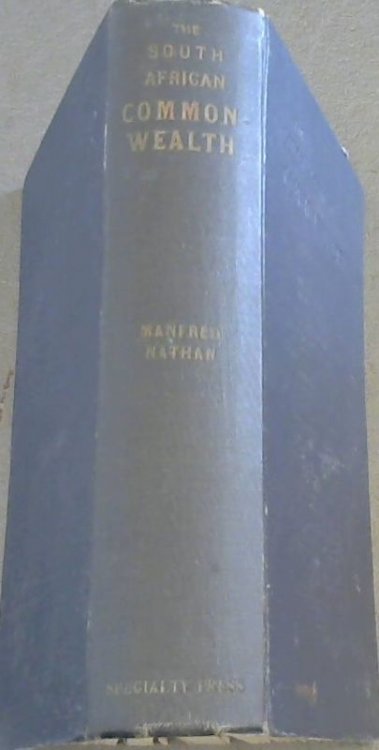 THE
SOUTH
AFRICAN
COMMON-
WEALTH
MANFRED
NATHAN
SPECIALTY PRESS